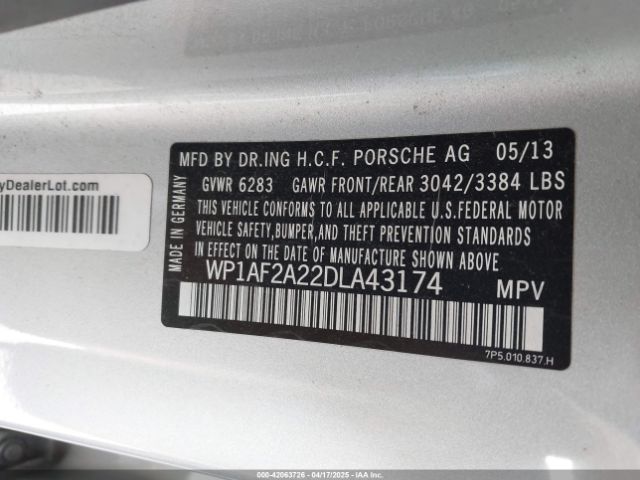 MFD BY DR.ING H.C.F. PORSCHE AG 05/13
GVWR 6283 GAWR FRONT/REAR 3042/3384 LBS
THIS VEHICLE CONFORMS TO ALL APPLICABLE U.S.FEDERAL MOTOR
VEHICLE SAFETY,BUMPER,AND THEFT PREVENTION STANDARDS
IN EFFECT ON THE DATE OF MANUFACTURE SHOWN ABOVE
WP1AF2A22DLA43174 MPV
7P5.010.837.H
MADE IN GERMANY
yDealerLot.com
000-42063726 - 04/17/2025 - IAAI.COM